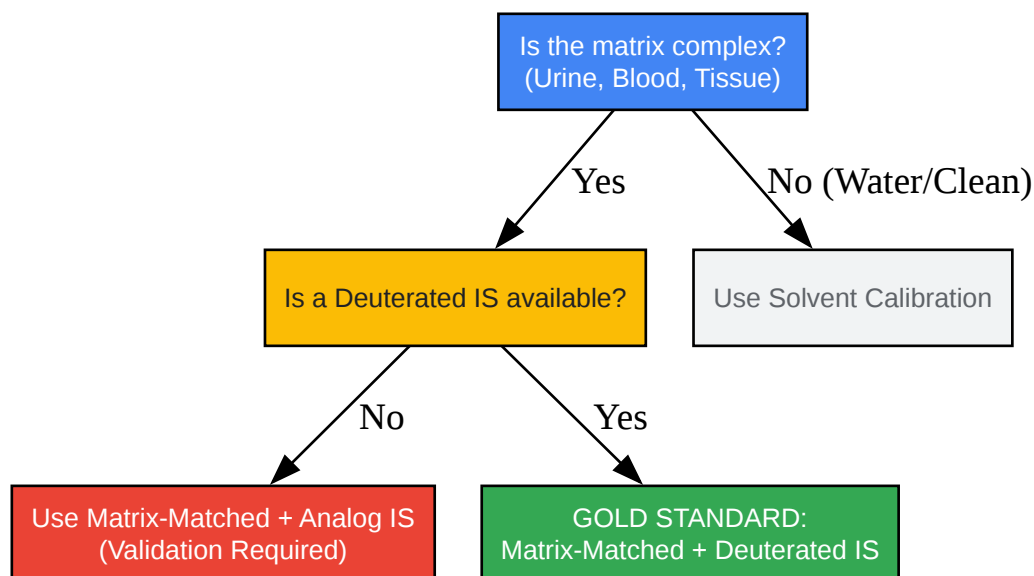 Is the matrix complex?
(Urine, Blood, Tissue)
Yes
No (Water/Clean)
Is a Deuterated IS available?
Use Solvent Calibration
No
Yes
Use Matrix-Matched + Analog IS
(Validation Required)
GOLD STANDARD:
Matrix-Matched + Deuterated IS